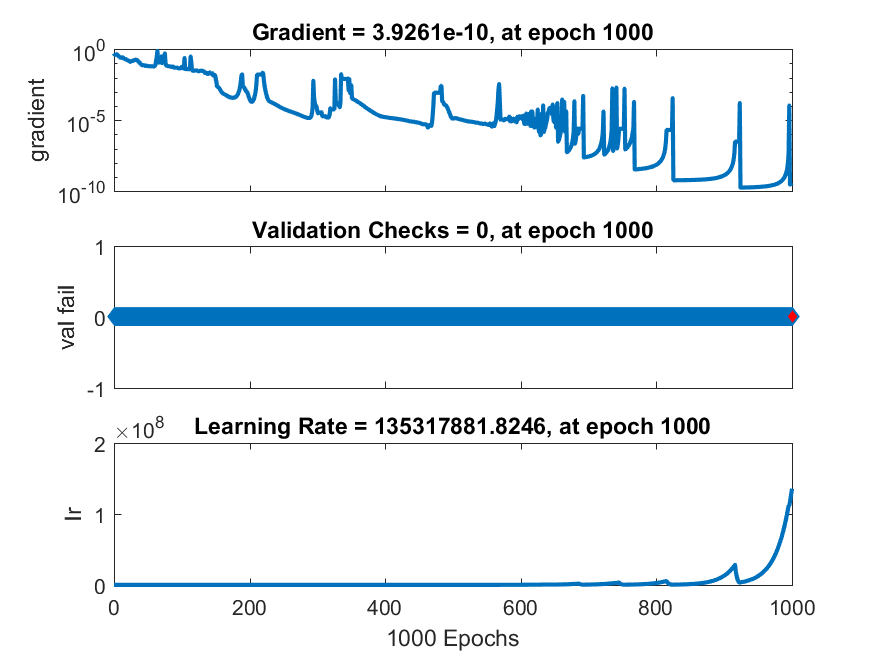 Gradient = 3.9261e-10, at epoch 1000
10^0
10^-5
10^-10
gradient
Validation Checks = 0, at epoch 1000
1
0
-1
val fail
×10^8
Learning Rate = 135317881.8246, at epoch 1000
2
1
0
lr
0 200 400 600 800 1000
1000 Epochs